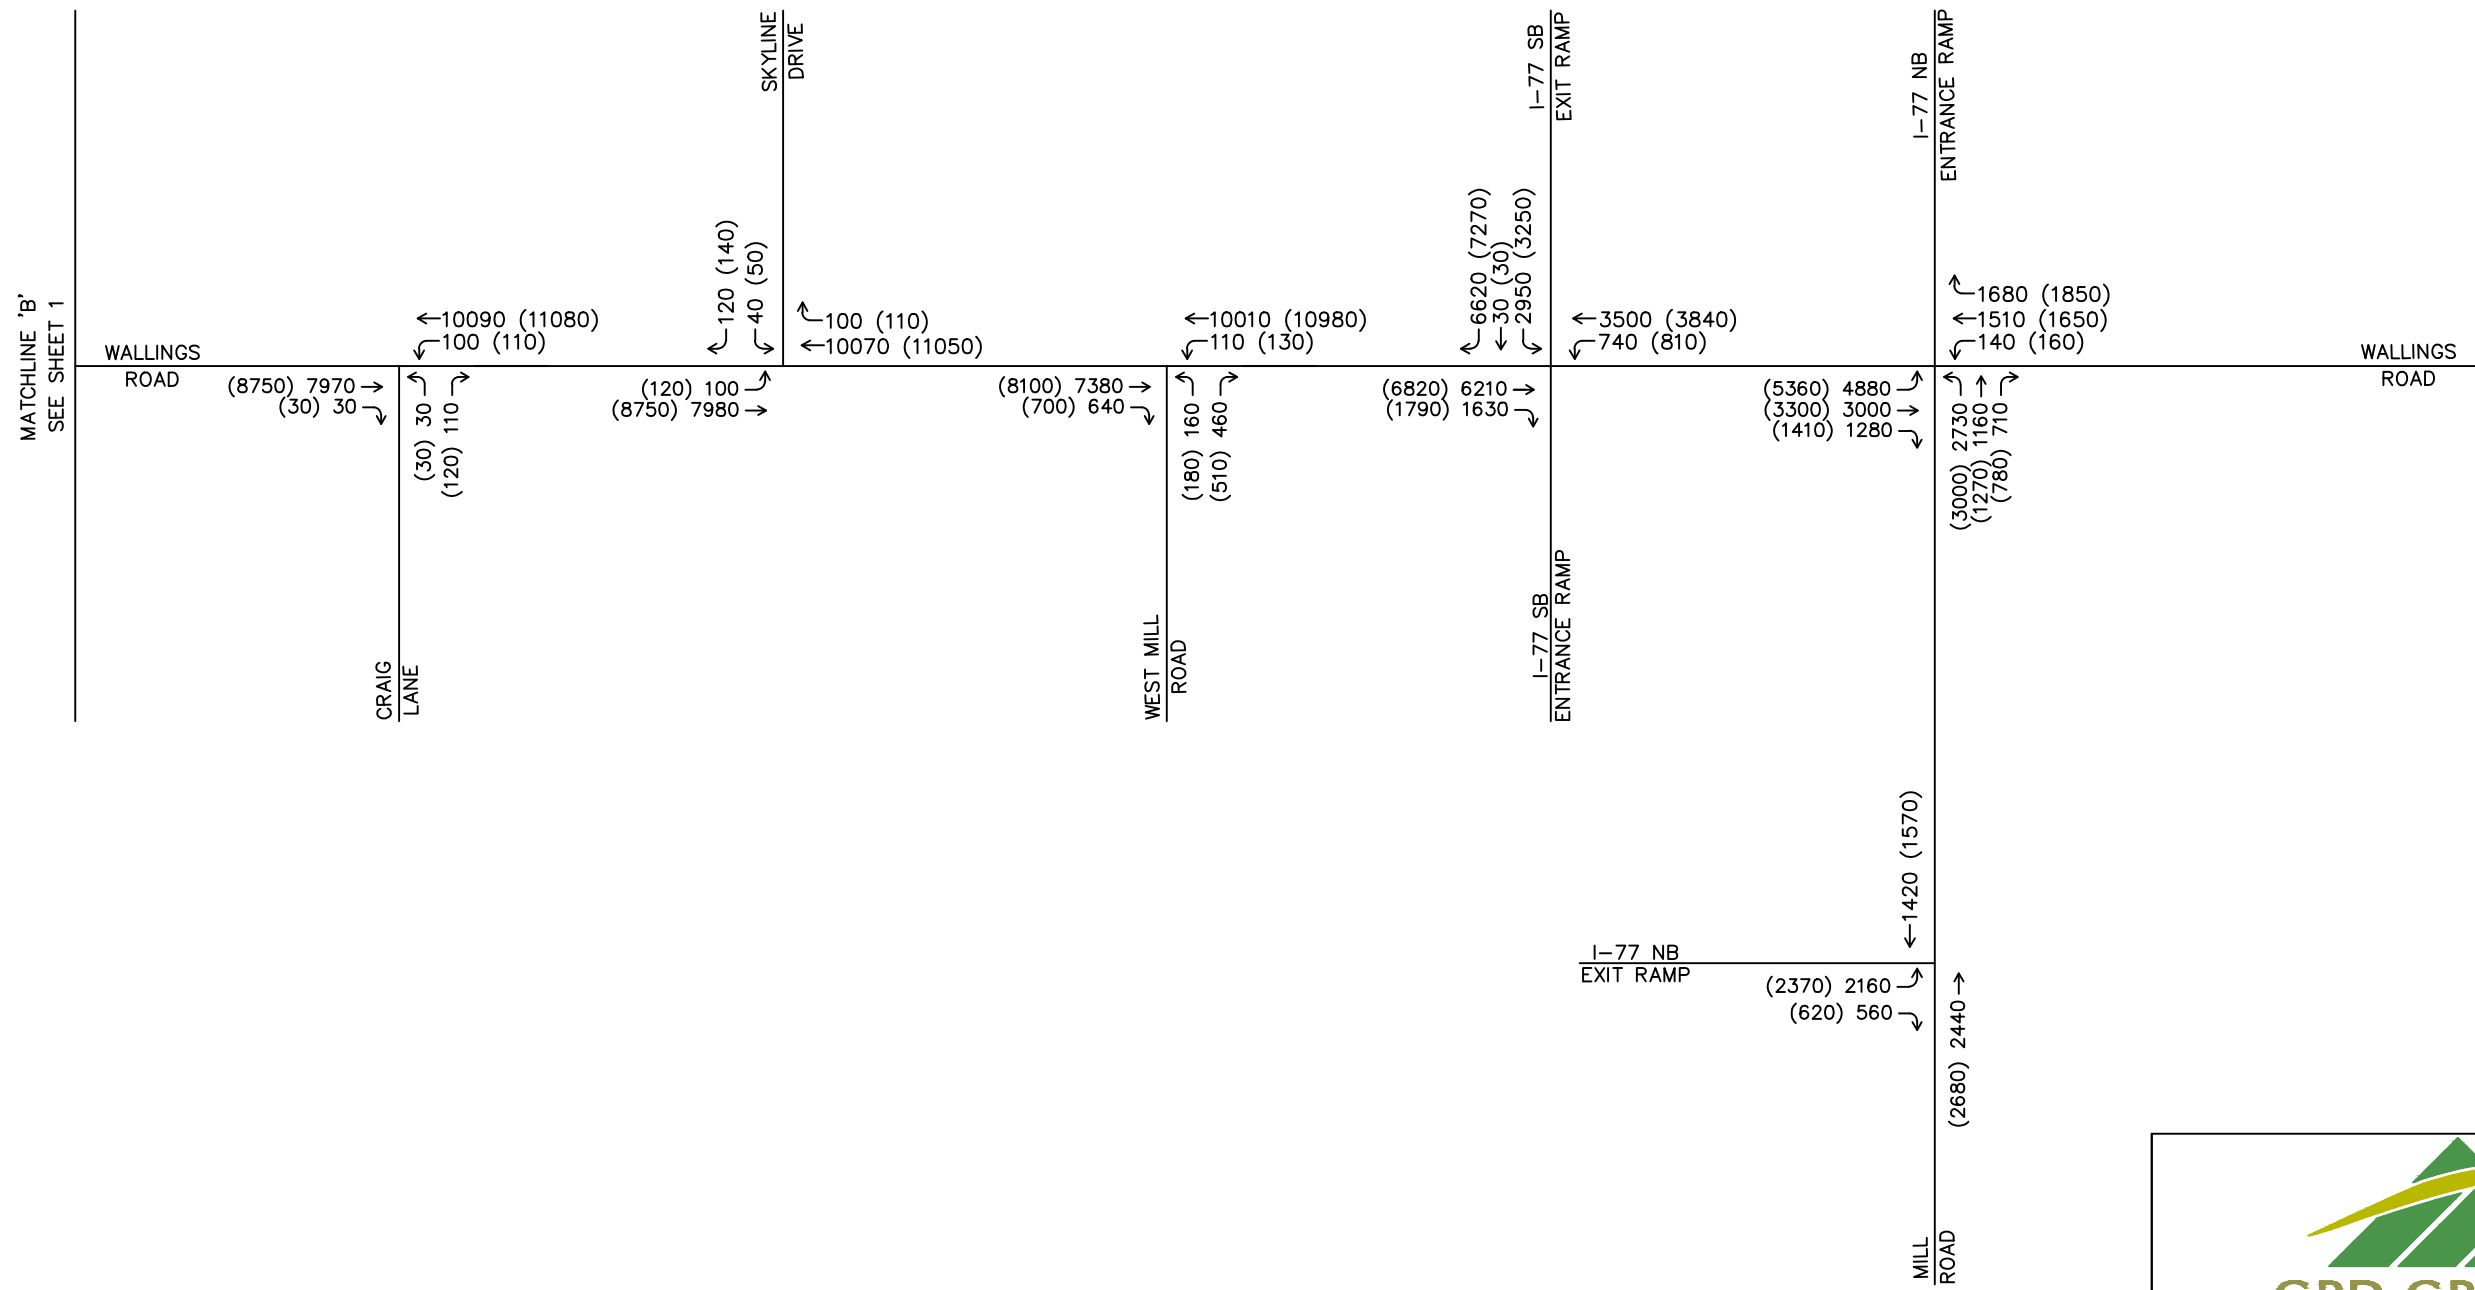 MATCHLINE 'B'
SEE SHEET 1
WALLINGS
ROAD
SKYLINE
DRIVE
I-77 SB
EXIT RAMP
I-77 NB
ENTRANCE RAMP
WALLINGS
ROAD
10090 (11080)
100 (110)
(8750) 7970
(30) 30
(30) 30
(120) 110
CRAIG
LANE
120 (140)
40 (50)
100 (110)
10070 (11050)
(120) 100
(8750) 7980
10010 (10980)
110 (130)
(8100) 7380
(700) 640
(180) 160
(510) 460
WEST MILL
ROAD
6620 (7270)
30 (30)
2950 (3250)
3500 (3840)
740 (810)
(6820) 6210
(1790) 1630
I-77 SB
ENTRANCE RAMP
1680 (1850)
1510 (1650)
140 (160)
(5360) 4880
(3300) 3000
(1410) 1280
(3000) 2730
(1270) 1160
(780) 710
1420 (1570)
I-77 NB
EXIT RAMP
(2370) 2160
(620) 560
(2680) 2440
MILL
ROAD